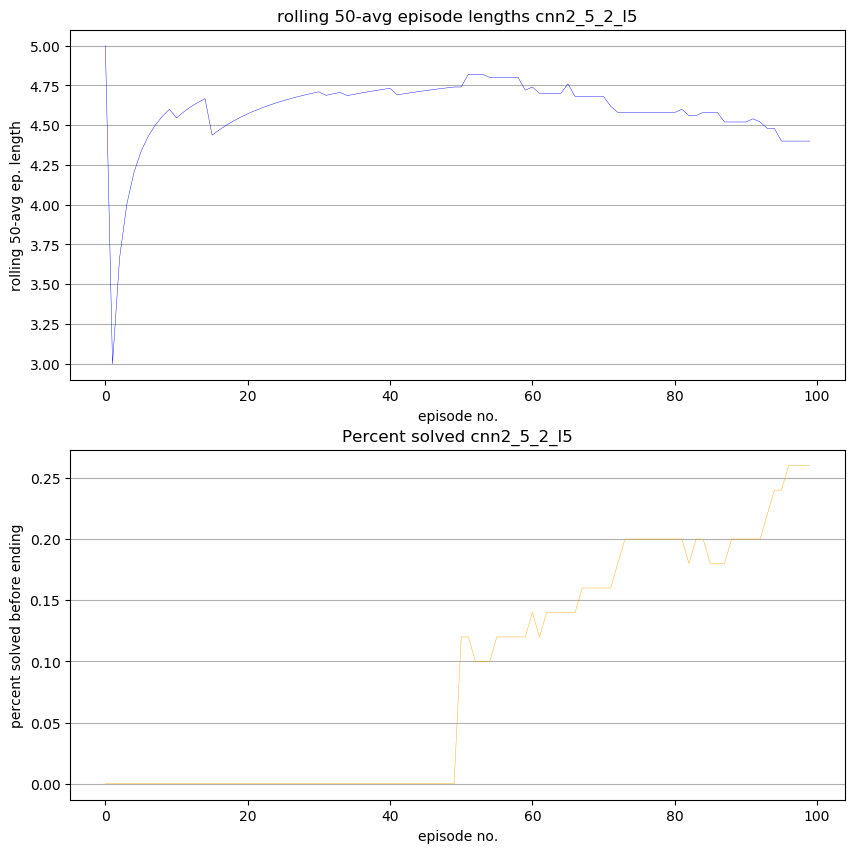 rolling 50-avg episode lengths cnn2_5_2_l5
rolling 50-avg ep. length
5.00
4.75
4.50
4.25
4.00
3.75
3.50
3.25
3.00
0 20 40 60 80 100
episode no.
Percent solved cnn2_5_2_l5
percent solved before ending
0.25
0.20
0.15
0.10
0.05
0.00
0 20 40 60 80 100
episode no.